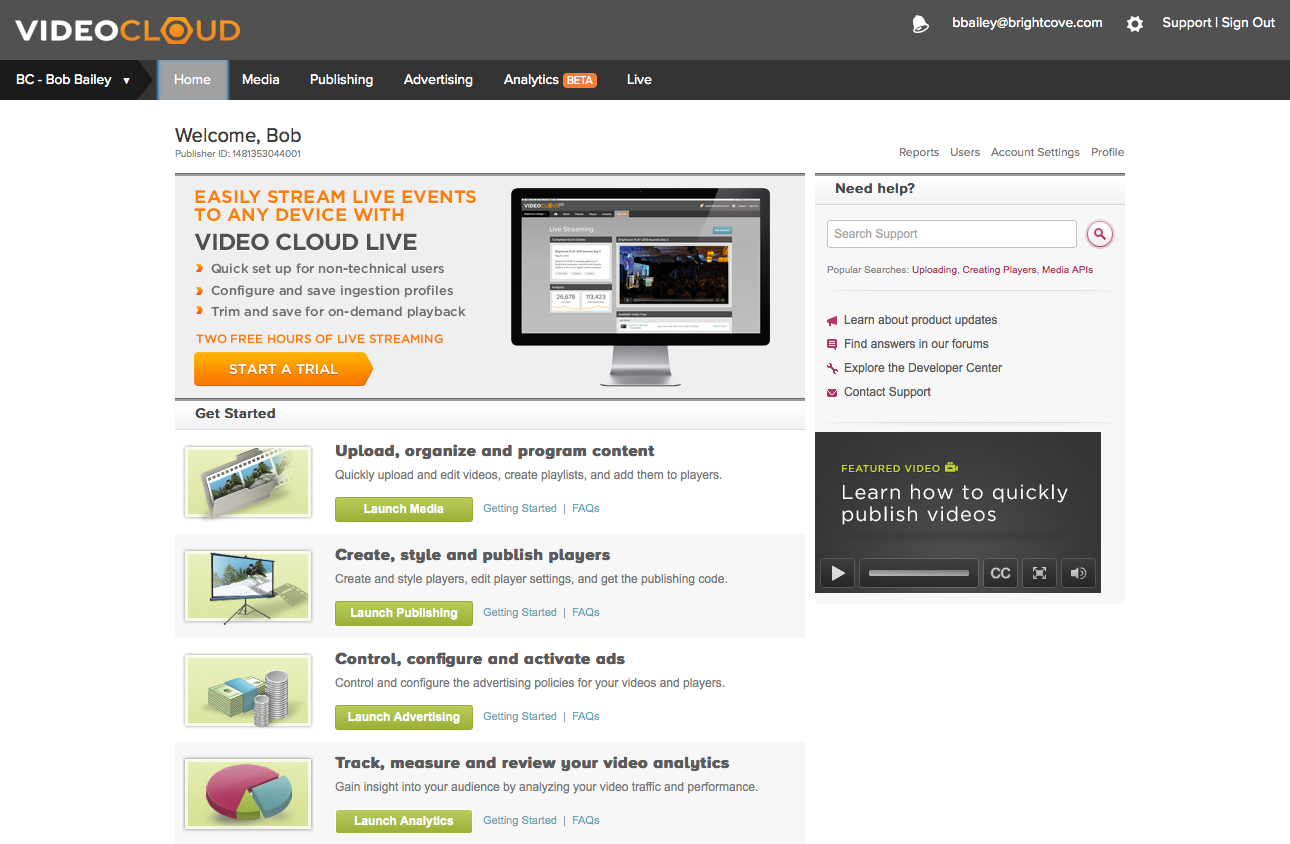 VIDEOCLOUD
bbailey@brightcove.com
Support | Sign Out
BC - Bob Bailey ▼
Home
Media
Publishing
Advertising
Analytics BETA
Live
Welcome, Bob
Publisher ID: 1481353044001
Reports Users Account Settings Profile
EASILY STREAM LIVE EVENTS
TO ANY DEVICE WITH
VIDEO CLOUD LIVE
Quick set up for non-technical users
Configure and save ingestion profiles
Trim and save for on-demand playback
TWO FREE HOURS OF LIVE STREAMING
START A TRIAL
VIDEOCLOUD
Live Streaming
26,678
113,423
Get Started
Upload, organize and program content
Quickly upload and edit videos, create playlists, and add them to players.
Launch Media Getting Started | FAQs
Create, style and publish players
Create and style players, edit player settings, and get the publishing code.
Launch Publishing Getting Started | FAQs
Control, configure and activate ads
Control and configure the advertising policies for your videos and players.
Launch Advertising Getting Started | FAQs
Track, measure and review your video analytics
Gain insight into your audience by analyzing your video traffic and performance.
Launch Analytics Getting Started | FAQs
Need help?
Search Support
Popular Searches: Uploading, Creating Players, Media APIs
Learn about product updates
Find answers in our forums
Explore the Developer Center
Contact Support
FEATURED VIDEO
Learn how to quickly
publish videos
CC